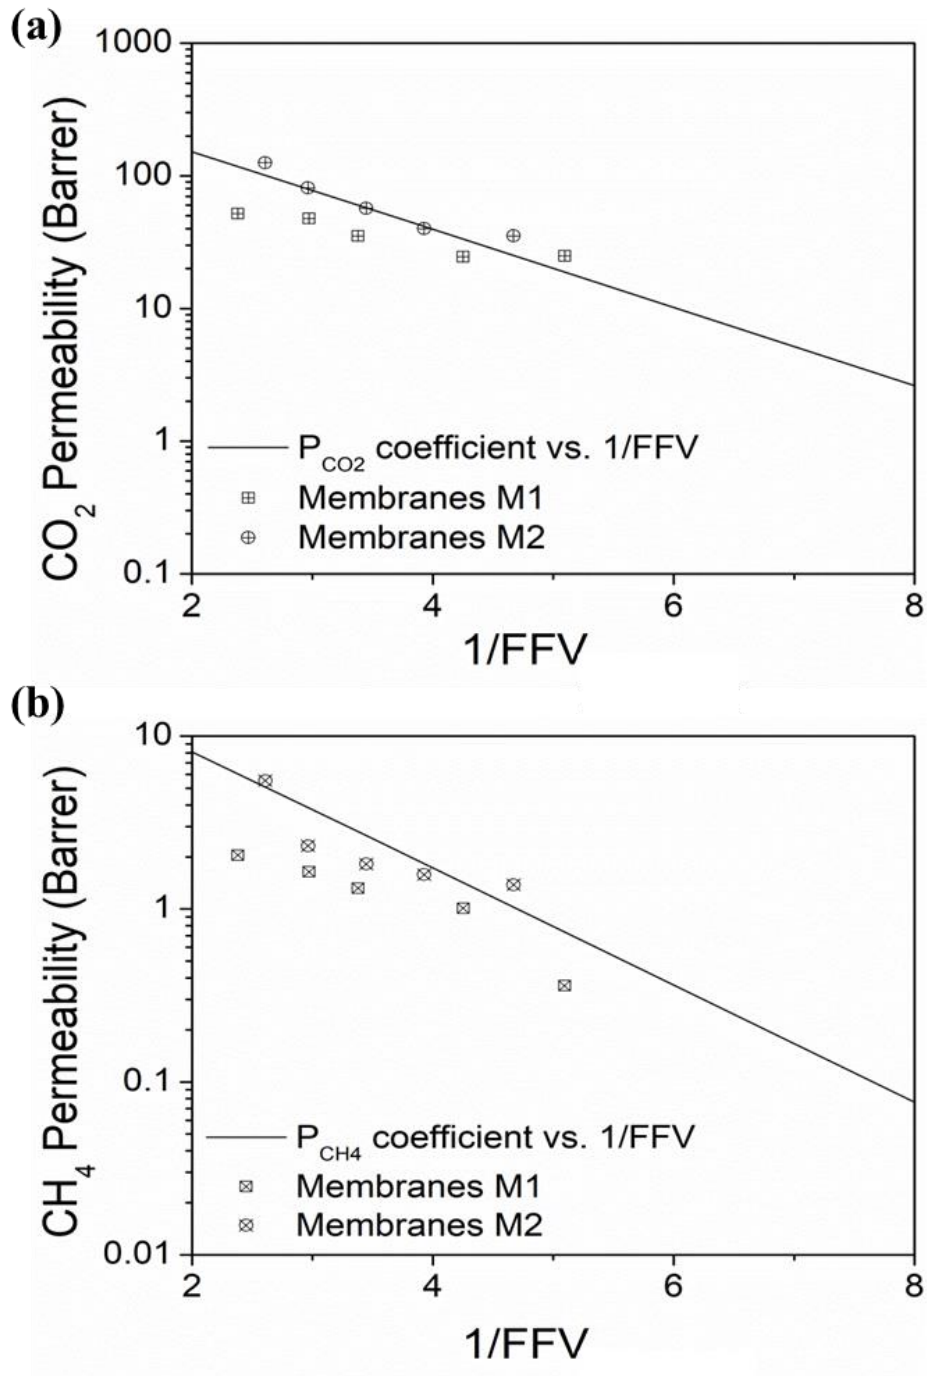 (a)
1000
100
10
1
0.1
CO2 Permeability (Barrer)
PCO2 coefficient vs. 1/FFV
Membranes M1
Membranes M2
2 4 6 8
1/FFV
(b)
10
1
0.1
0.01
CH4 Permeability (Barrer)
PCH4 coefficient vs. 1/FFV
Membranes M1
Membranes M2
2 4 6 8
1/FFV